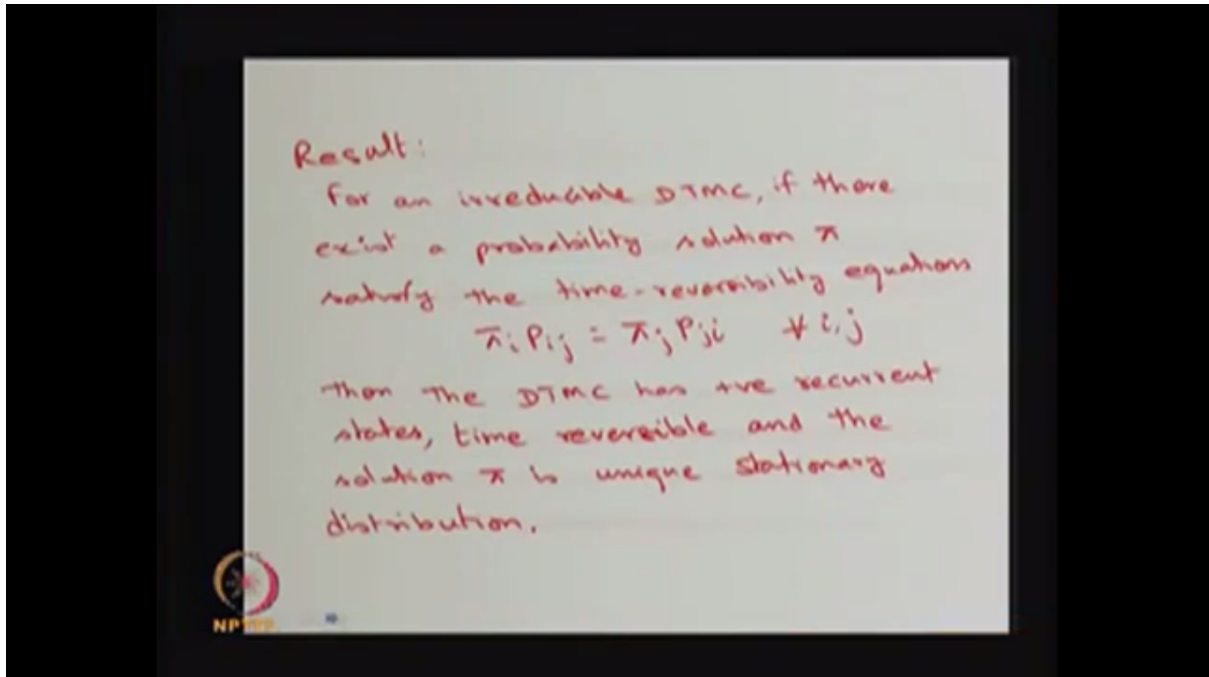 Result:
For an irreducible DTMC, if there
exist a probability solution π
satisfy the time-reversibility equations
π_i P_ij = π_j P_ji ∀ i,j
then the DTMC has +ve recurrent
states, time reversible and the
solution π is unique stationary
distribution.
NPTEL